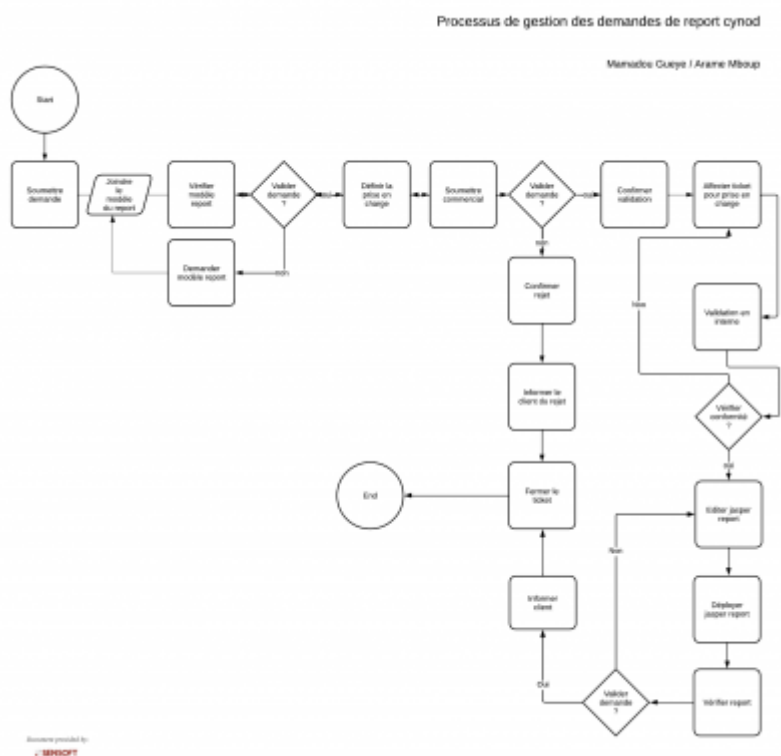 Processus de gestion des demandes de report cynod
Mamadou Gueye / Arame Mboup
Start
Soumettre
demande
Joindre
le
modèle
du report
Vérifier
modèle
report
Valider
demande
?
oui
Définir la
prise en
charge
Soumettre
commercial
Valider
demande
?
oui
Confirmer
validation
Affecter ticket
pour prise en
charge
non
Demander
modèle report
non
Confirmer
rejet
Non
Validation en
interne
Informer le
client du rejet
Vérifier
conformité
?
oui
End
Fermer le
ticket
Editer jasper
report
Non
Informer
client
Déployer
jasper report
Oui
Valider
demande
?
Vérifier report
Document provided by:
SENSOFT